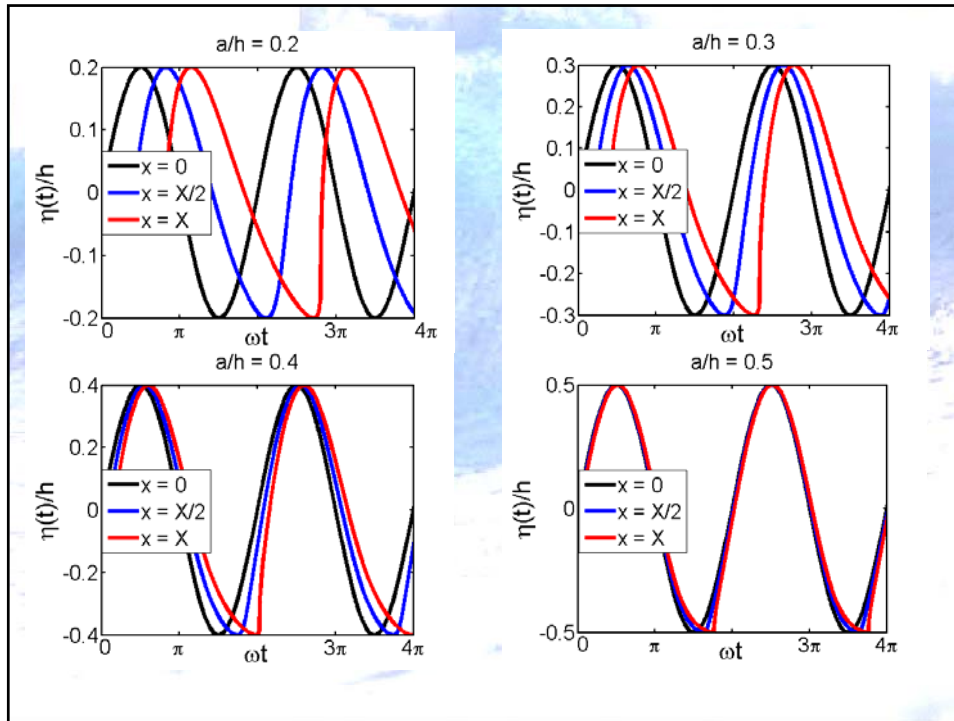 a/h = 0.2
0.2
0.1
0
-0.1
-0.2
η(t)/h
x = 0
x = X/2
x = X
0 π ωt 3π 4π
a/h = 0.3
0.3
0.2
0.1
0
-0.1
-0.2
-0.3
η(t)/h
x = 0
x = X/2
x = X
0 π ωt 3π 4π
a/h = 0.4
0.4
0.2
0
-0.2
-0.4
η(t)/h
x = 0
x = X/2
x = X
0 π ωt 3π 4π
a/h = 0.5
0.5
0
-0.5
η(t)/h
x = 0
x = X/2
x = X
0 π ωt 3π 4π